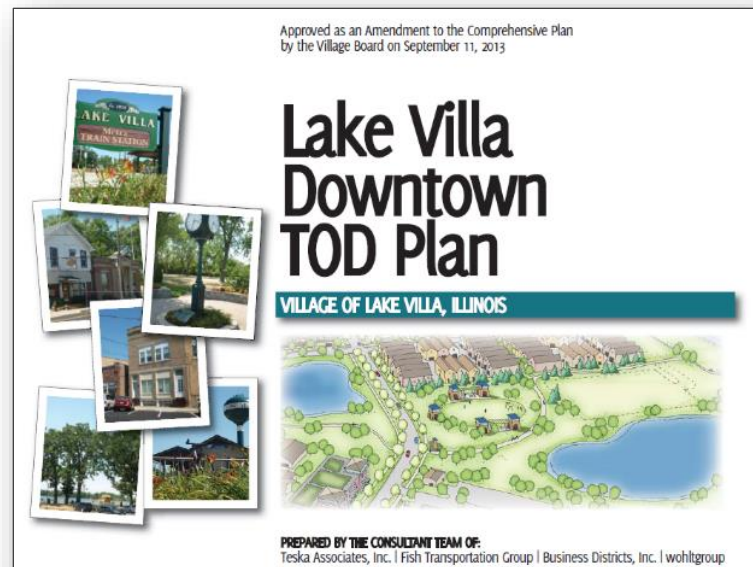 Approved as an Amendment to the Comprehensive Plan
by the Village Board on September 11, 2013
LAKE VILLA
METRA
TRAIN STATION
Lake Villa
Downtown
TOD Plan
VILLAGE OF LAKE VILLA, ILLINOIS
PREPARED BY THE CONSULTANT TEAM OF:
Teska Associates, Inc. | Fish Transportation Group | Business Districts, Inc. | wohltgroup